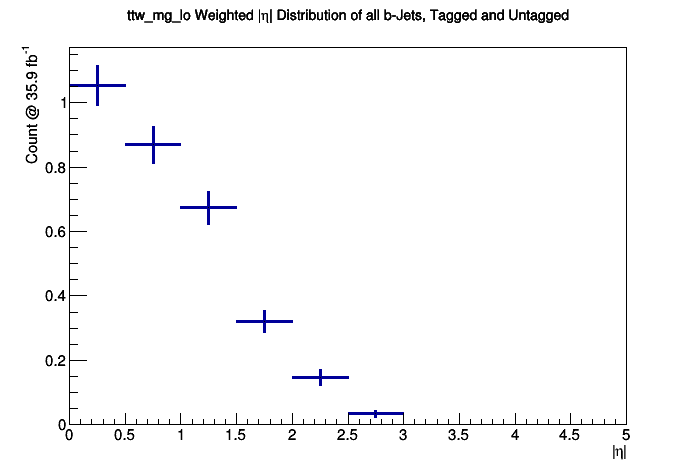 ttw_mg_lo Weighted |η| Distribution of all b-Jets, Tagged and Untagged
Count @ 35.9 fb⁻¹
1
0.8
0.6
0.4
0.2
0
0 0.5 1 1.5 2 2.5 3 3.5 4 4.5 5
|η|